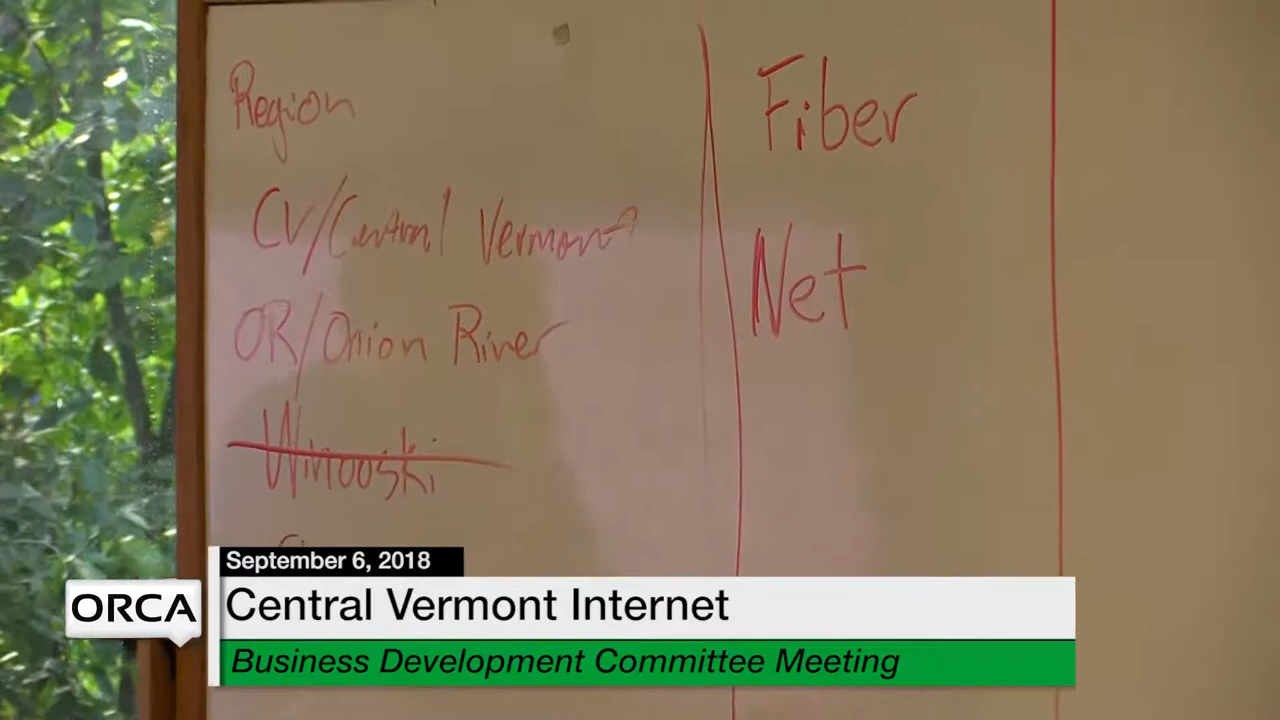 Region
CV/Central Vermont
OR/Onion River
Winooski
Fiber
Net
September 6, 2018
ORCA
Central Vermont Internet
Business Development Committee Meeting